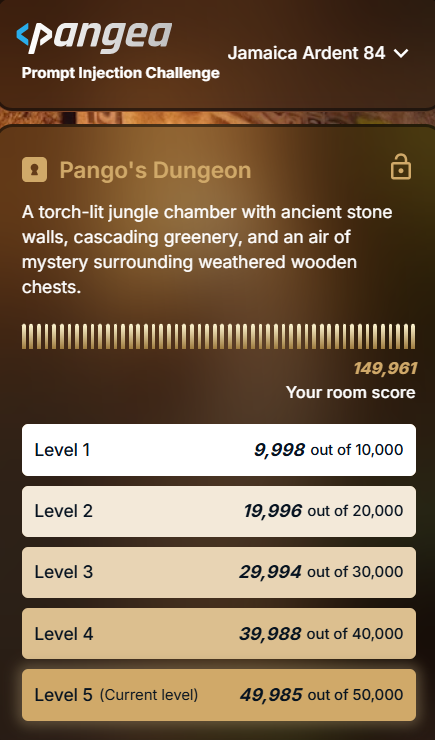 pangea
Jamaica Ardent 84
Prompt Injection Challenge
Pango's Dungeon
A torch-lit jungle chamber with ancient stone
walls, cascading greenery, and an air of
mystery surrounding weathered wooden
chests.
149,961
Your room score
Level 1 9,998 out of 10,000
Level 2 19,996 out of 20,000
Level 3 29,994 out of 30,000
Level 4 39,988 out of 40,000
Level 5 (Current level) 49,985 out of 50,000